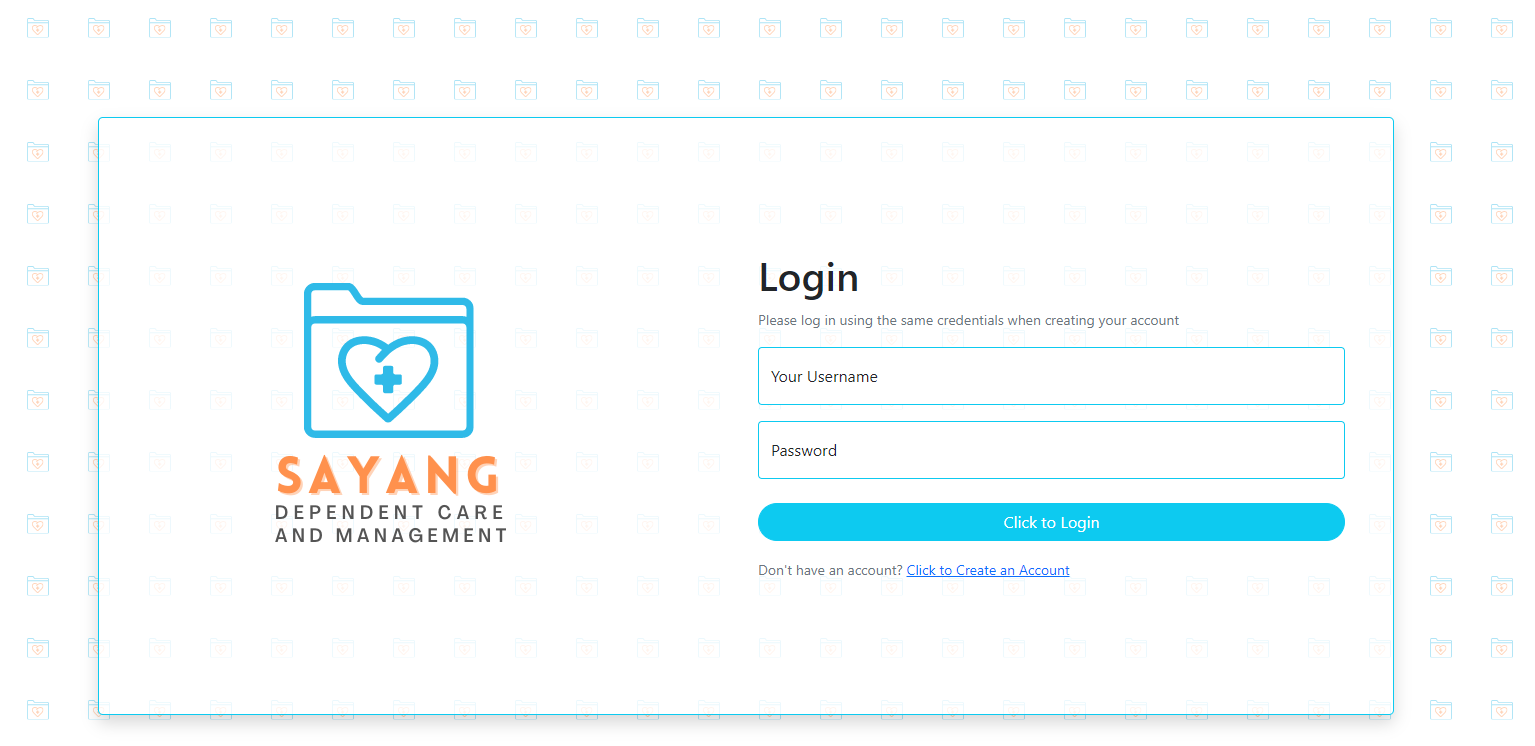 SAYANG
DEPENDENT CARE
AND MANAGEMENT
Login
Please log in using the same credentials when creating your account
Your Username
Password
Click to Login
Don't have an account? Click to Create an Account